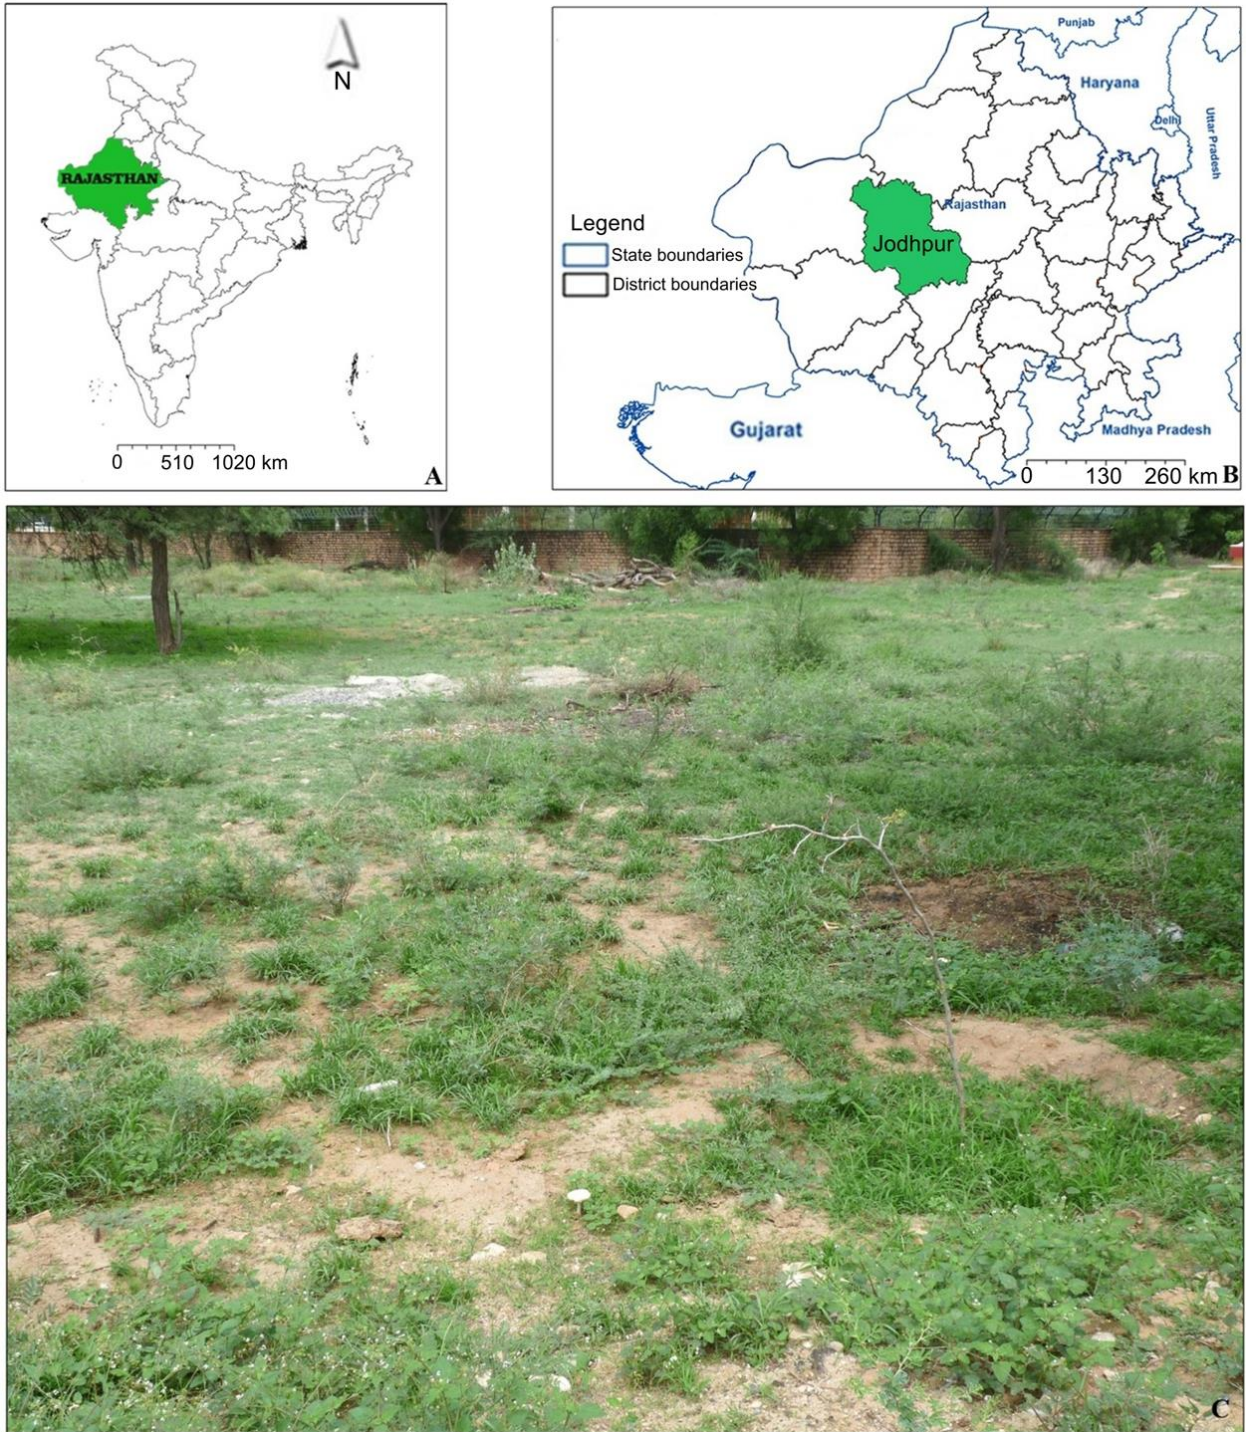 N
RAJASTHAN
0 510 1020 km
A
Punjab
Haryana
Delhi
Uttar Pradesh
Rajasthan
Jodhpur
Legend
State boundaries
District boundaries
Gujarat
Madhya Pradesh
0 130 260 km
B
C